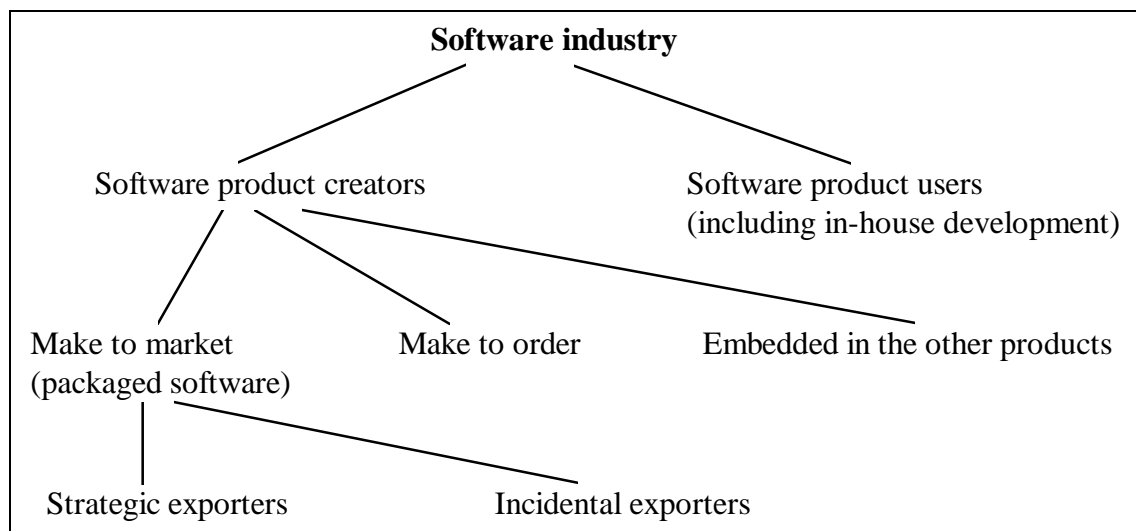 Software industry
Software product creators
Software product users
(including in-house development)
Make to market
(packaged software)
Make to order
Embedded in the other products
Strategic exporters
Incidental exporters